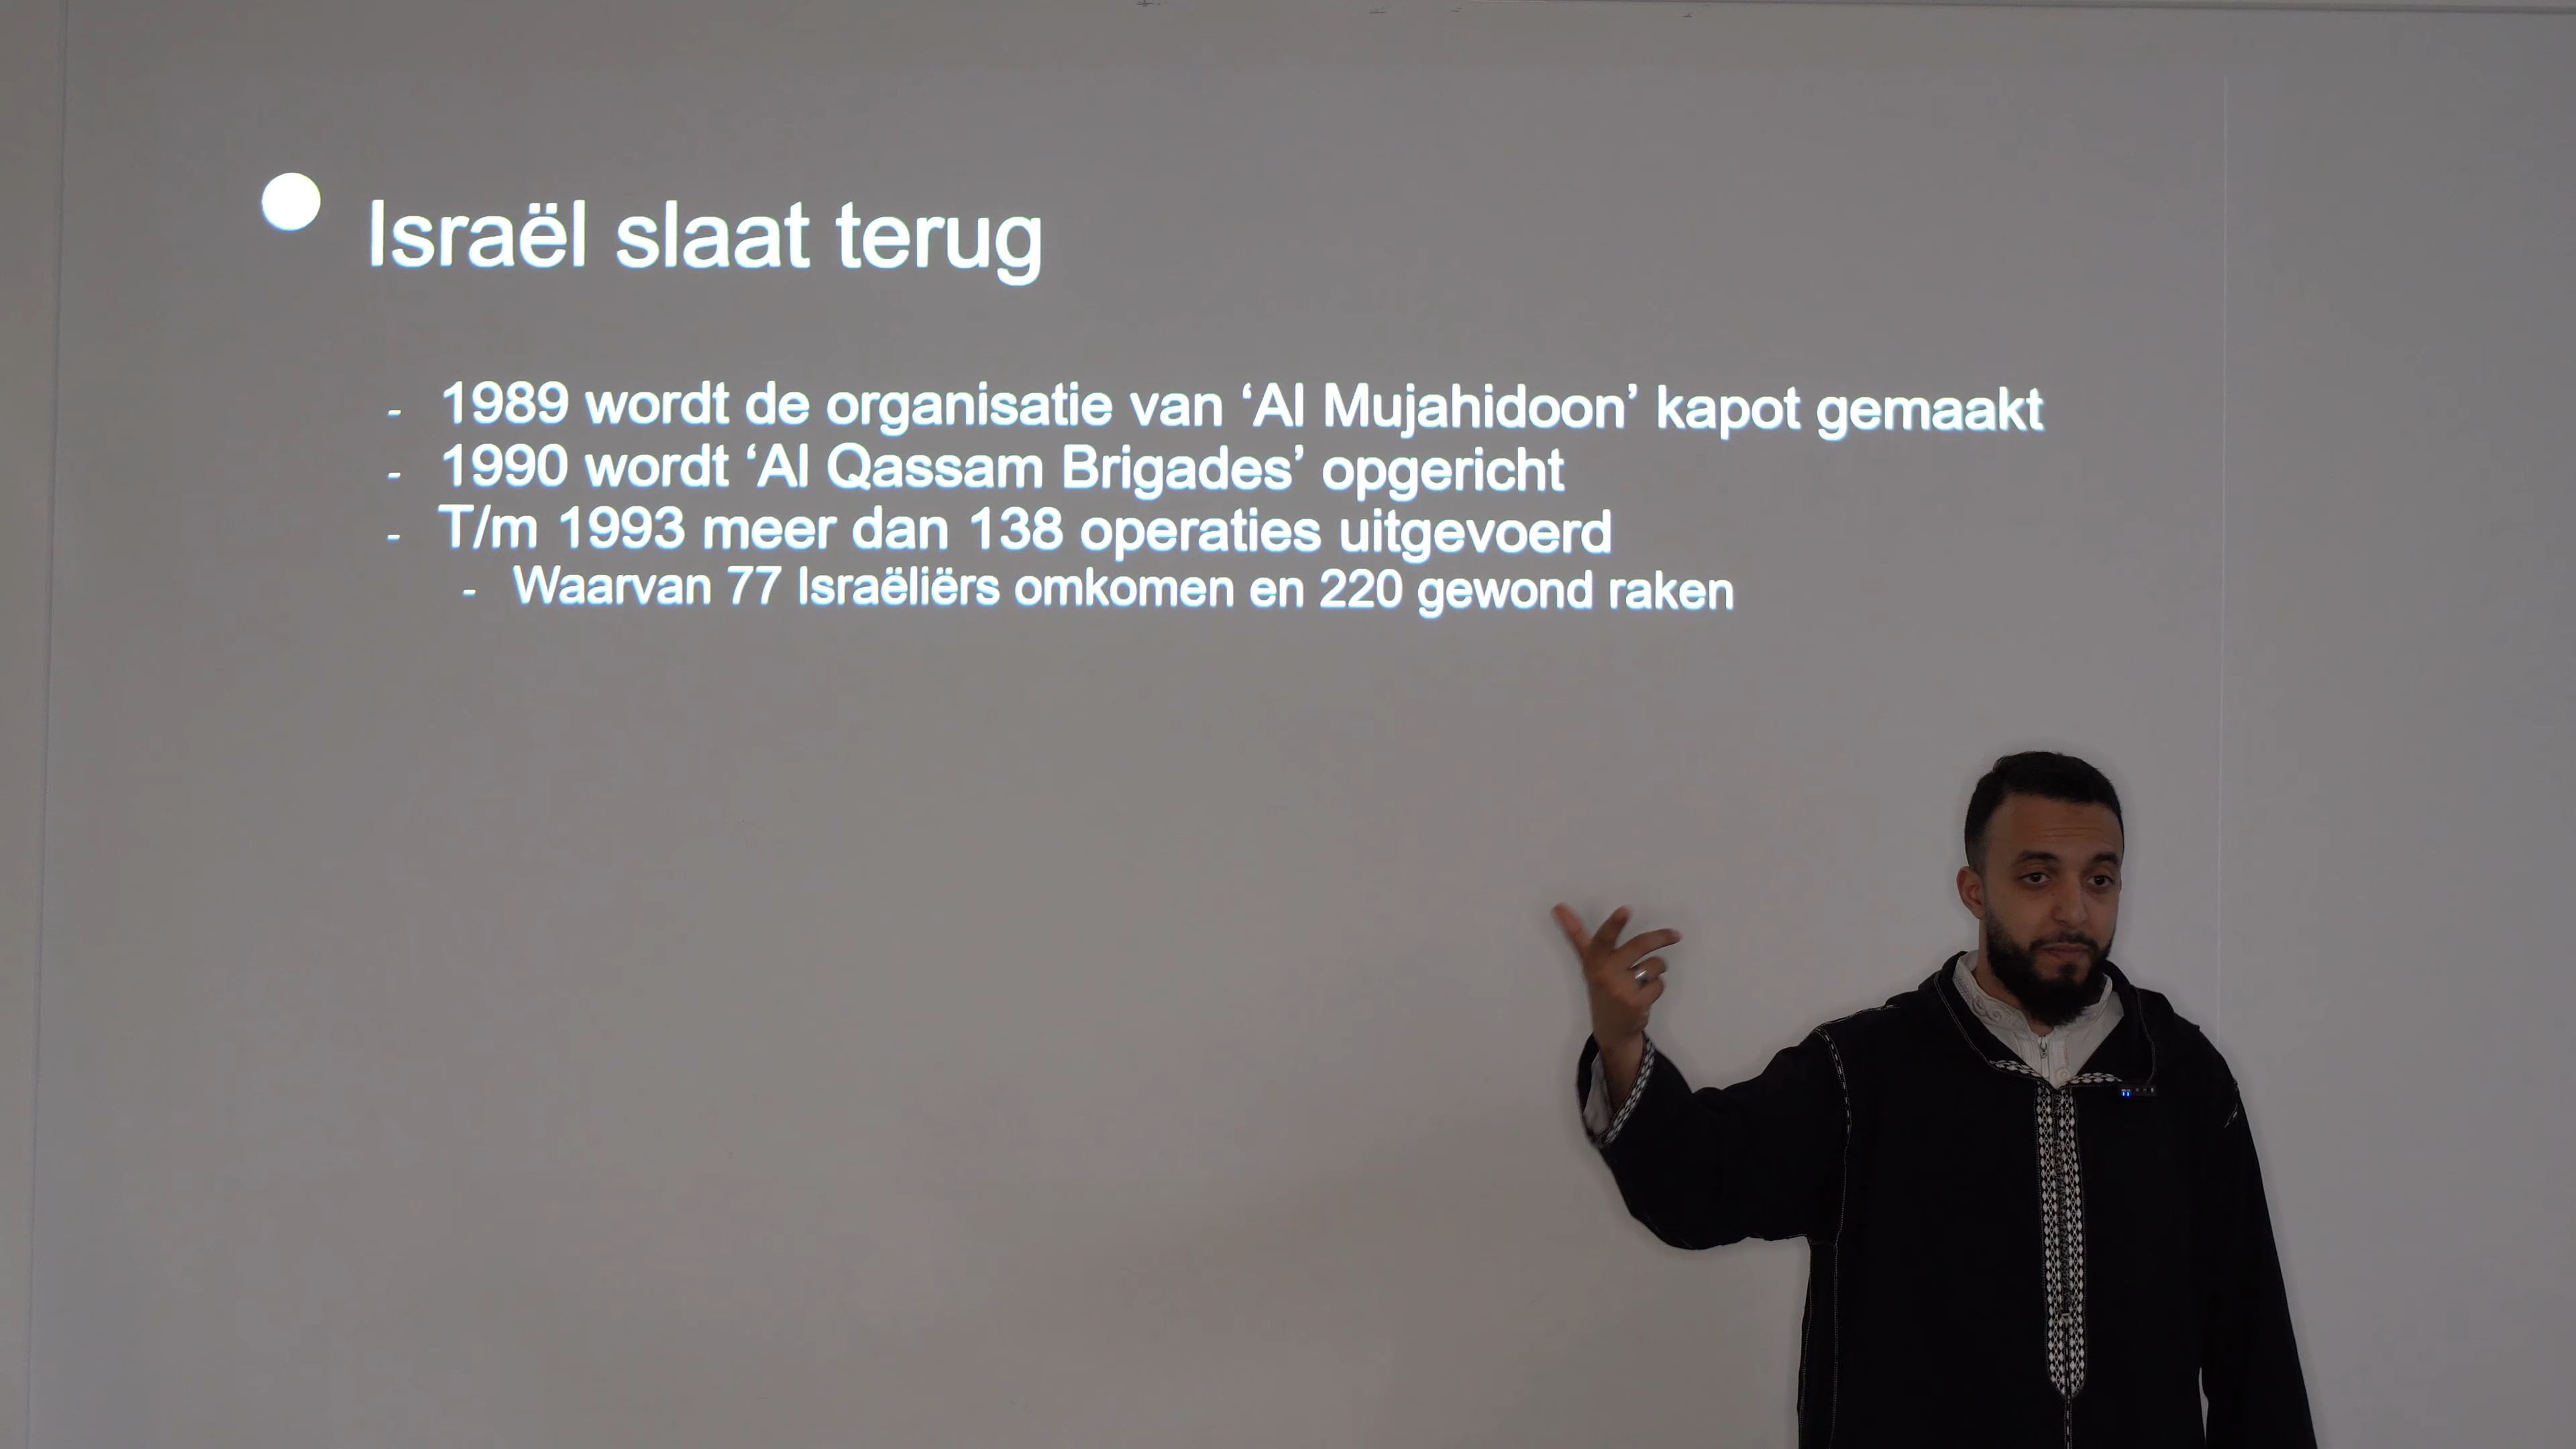 Israël slaat terug
- 1989 wordt de organisatie van ‘Al Mujahidoon’ kapot gemaakt
- 1990 wordt ‘Al Qassam Brigades’ opgericht
- T/m 1993 meer dan 138 operaties uitgevoerd
- Waarvan 77 Israëliërs omkomen en 220 gewond raken